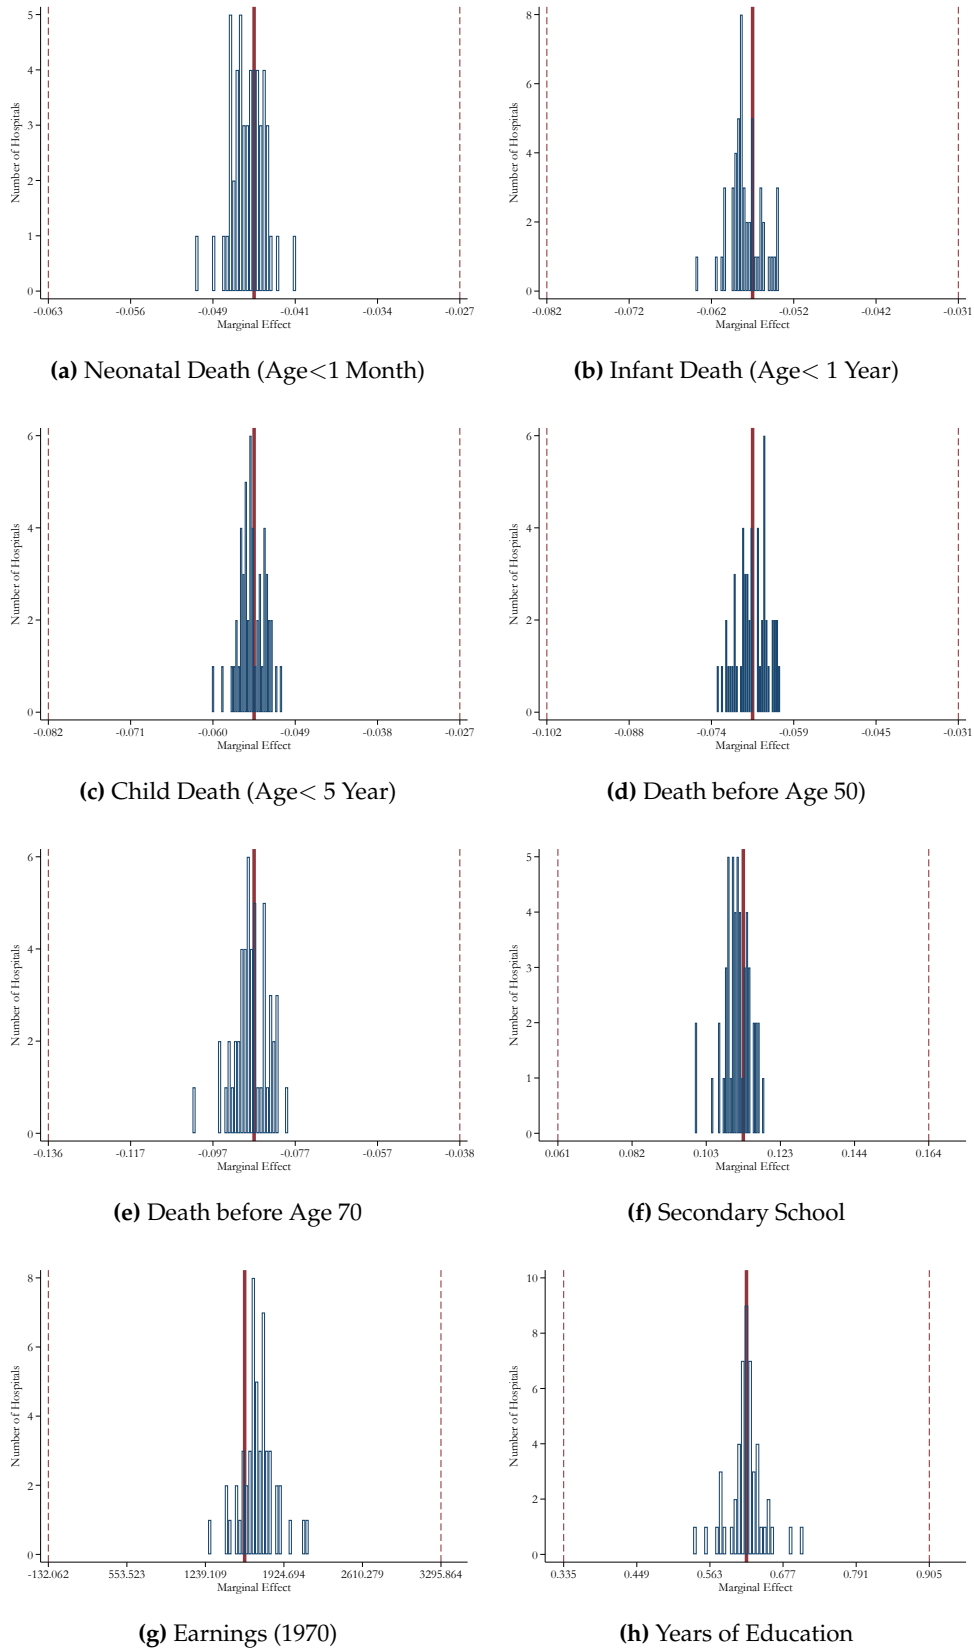 Number of Hospitals
5
4
3
2
1
0
-0.063 -0.056 -0.049 -0.041 -0.034 -0.027
Marginal Effect
(a) Neonatal Death (Age<1 Month)
Number of Hospitals
8
6
4
2
0
-0.082 -0.072 -0.062 -0.052 -0.042 -0.031
Marginal Effect
(b) Infant Death (Age< 1 Year)
Number of Hospitals
6
4
2
0
-0.082 -0.071 -0.060 -0.049 -0.038 -0.027
Marginal Effect
(c) Child Death (Age< 5 Year)
Number of Hospitals
6
4
2
0
-0.102 -0.088 -0.074 -0.059 -0.045 -0.031
Marginal Effect
(d) Death before Age 50)
Number of Hospitals
6
4
2
0
-0.136 -0.117 -0.097 -0.077 -0.057 -0.038
Marginal Effect
(e) Death before Age 70
Number of Hospitals
5
4
3
2
1
0
0.061 0.082 0.103 0.123 0.144 0.164
Marginal Effect
(f) Secondary School
Number of Hospitals
8
6
4
2
0
-132.062 553.523 1239.109 1924.694 2610.279 3295.864
Marginal Effect
(g) Earnings (1970)
Number of Hospitals
10
8
6
4
2
0
0.335 0.449 0.563 0.677 0.791 0.905
Marginal Effect
(h) Years of Education